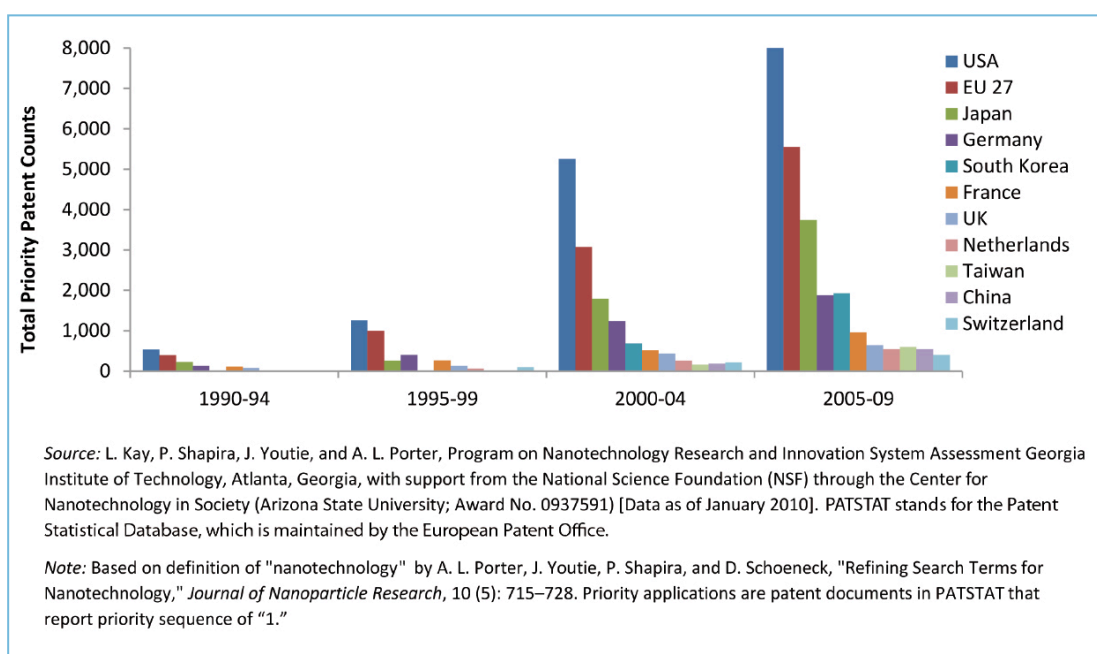 8,000
7,000
6,000
5,000
4,000
3,000
2,000
1,000
0
Total Priority Patent Counts
1990-94
1995-99
2000-04
2005-09
USA
EU 27
Japan
Germany
South Korea
France
UK
Netherlands
Taiwan
China
Switzerland
Source: L. Kay, P. Shapira, J. Youtie, and A. L. Porter, Program on Nanotechnology Research and Innovation System Assessment Georgia
Institute of Technology, Atlanta, Georgia, with support from the National Science Foundation (NSF) through the Center for
Nanotechnology in Society (Arizona State University; Award No. 0937591) [Data as of January 2010]. PATSTAT stands for the Patent
Statistical Database, which is maintained by the European Patent Office.
Note: Based on definition of "nanotechnology" by A. L. Porter, J. Youtie, P. Shapira, and D. Schoeneck, "Refining Search Terms for
Nanotechnology," Journal of Nanoparticle Research, 10 (5): 715–728. Priority applications are patent documents in PATSTAT that
report priority sequence of “1.”